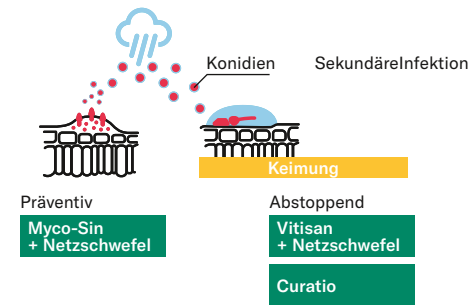 Konidien
SekundäreInfektion
Keimung
Präventiv
Abstoppend
Myco-Sin
+ Netzschwefel
Vitisan
+ Netzschwefel
Curatio